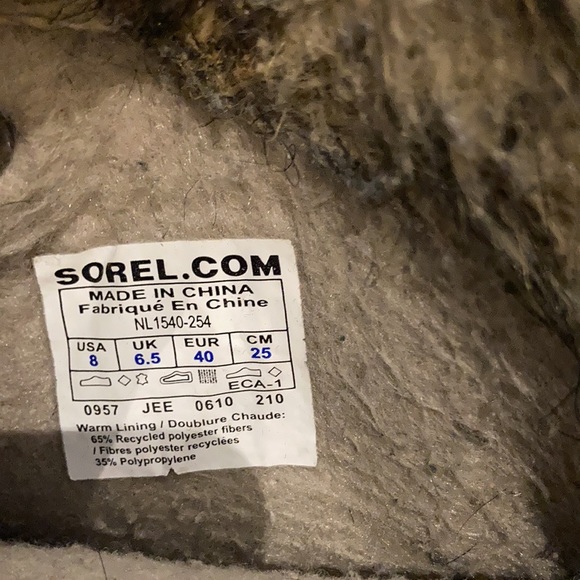 SOREL.COM
MADE IN CHINA
Fabriqué En Chine
NL1540-254
USA UK EUR CM
8 6.5 40 25
ECA-1
0957 JEE 0610 210
Warm Lining / Doublure Chaude:
65% Recycled polyester fibers
/ Fibres polyester recyclées
35% Polypropylene